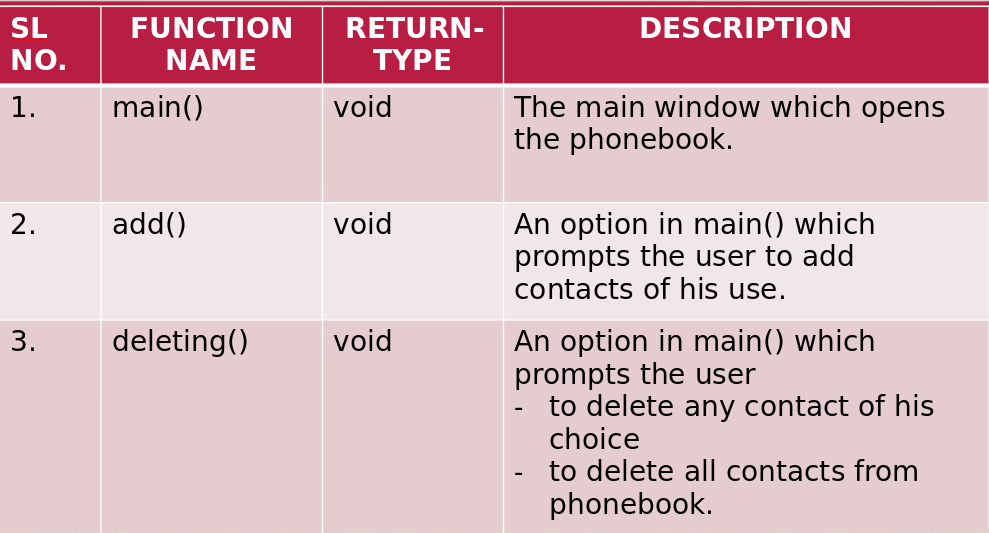 SL NO. FUNCTION NAME RETURN-TYPE DESCRIPTION
1. main() void The main window which opens
the phonebook.
2. add() void An option in main() which
prompts the user to add
contacts of his use.
3. deleting() void An option in main() which
prompts the user
- to delete any contact of his
choice
- to delete all contacts from
phonebook.